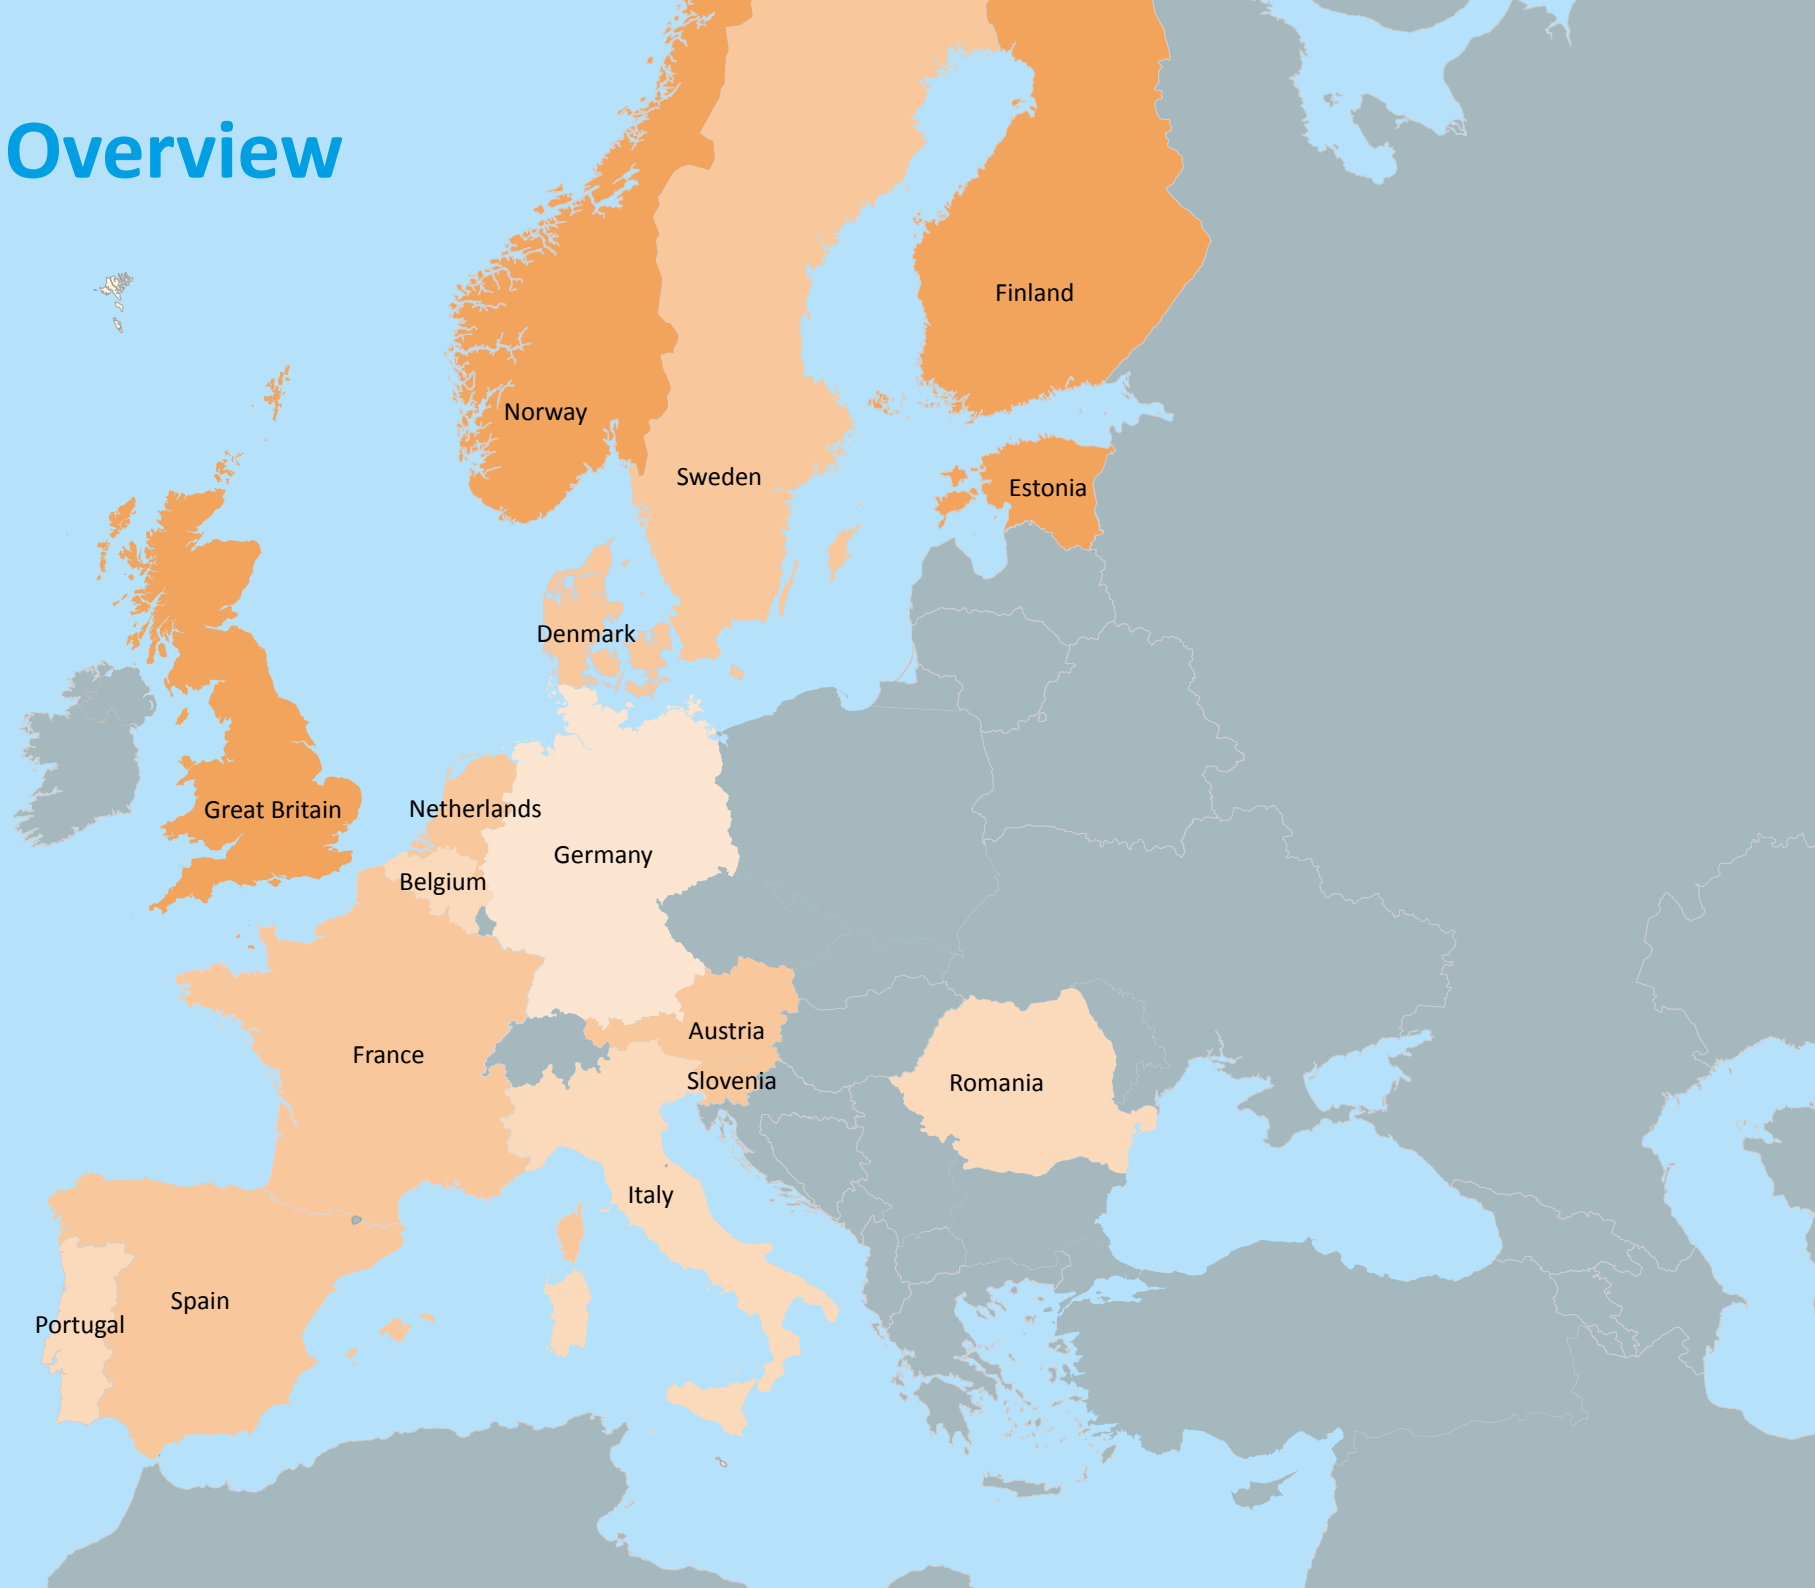 Overview
Finland
Norway
Sweden
Estonia
Denmark
Great Britain
Netherlands
Germany
Belgium
Austria
France
Slovenia
Romania
Italy
Spain
Portugal